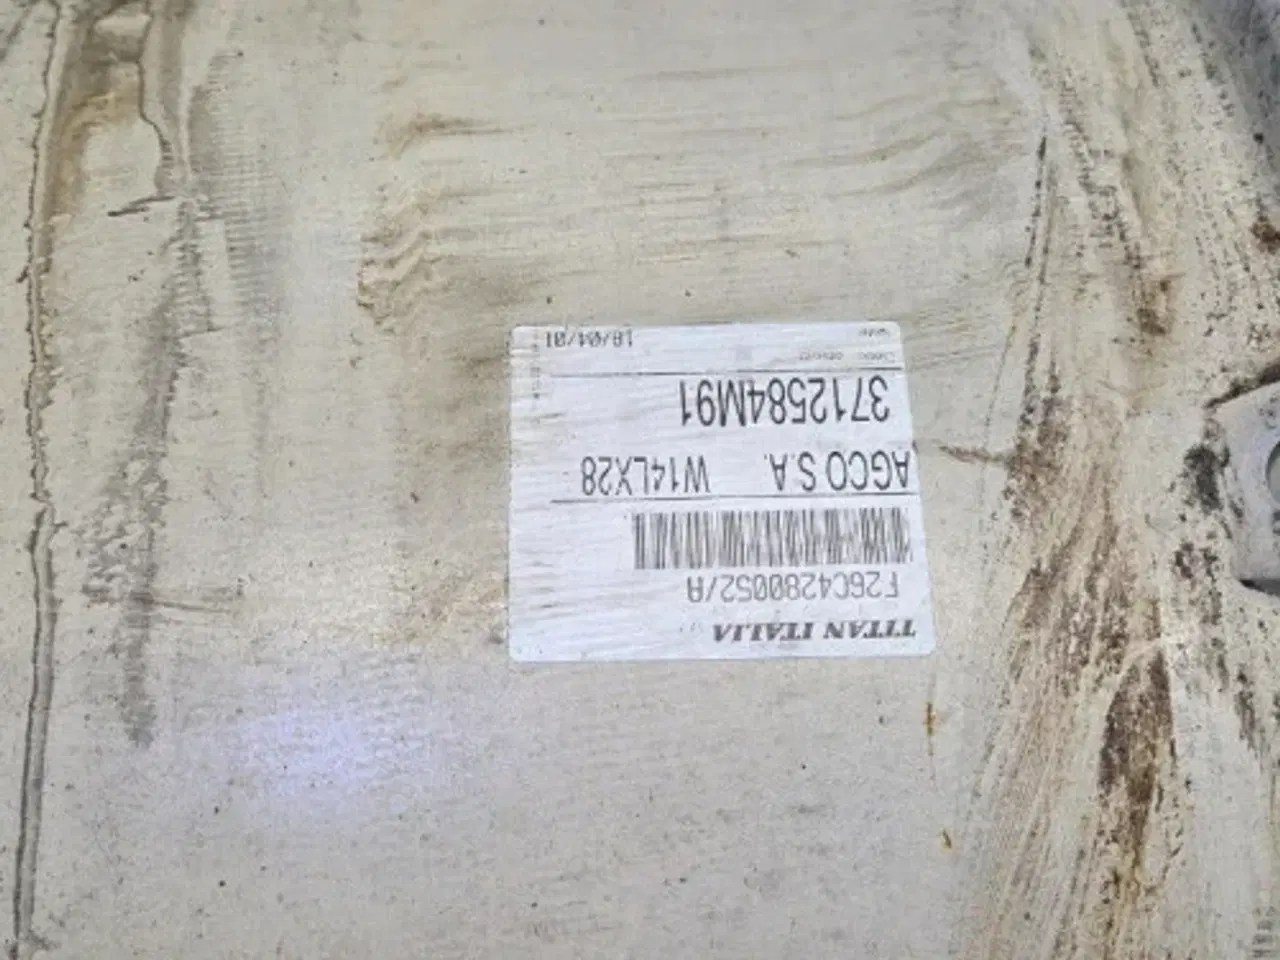 TITAN ITALIA
F26C4280052/A
AGCO S.A. W14LX28
3712584M91
18/04/01